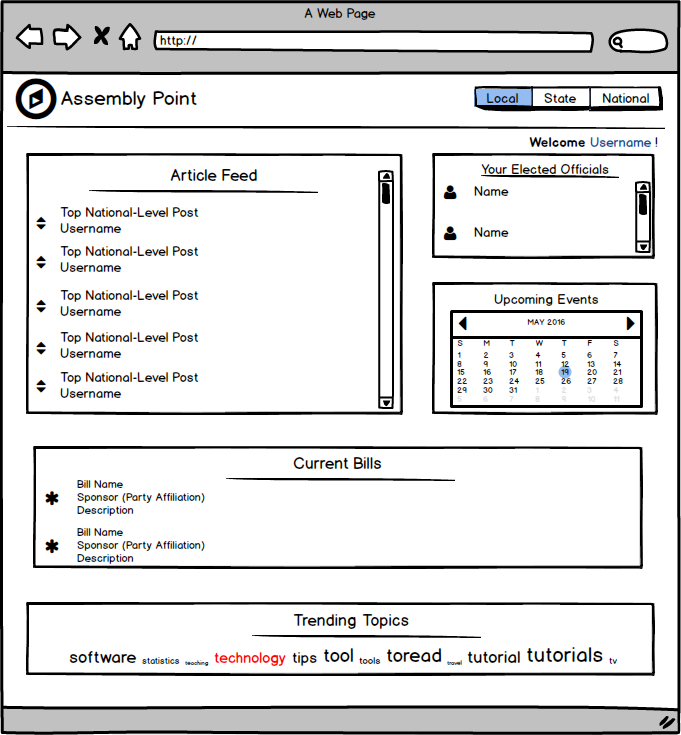 A Web Page
http://
Assembly Point
Local State National
Welcome Username !
Article Feed
Top National-Level Post
Username
Top National-Level Post
Username
Top National-Level Post
Username
Top National-Level Post
Username
Top National-Level Post
Username
Your Elected Officials
Name
Name
Upcoming Events
MAY 2016
S M T W T F S
1 2 3 4 5 6 7
8 9 10 11 12 13 14
15 16 17 18 19 20 21
22 23 24 25 26 27 28
29 30 31 1 2 3 4
5 6 7 8 9 10 11
Current Bills
Bill Name
Sponsor (Party Affiliation)
Description
Bill Name
Sponsor (Party Affiliation)
Description
Trending Topics
software statistics teaching technology tips tool tools toread travel tutorial tutorials tv